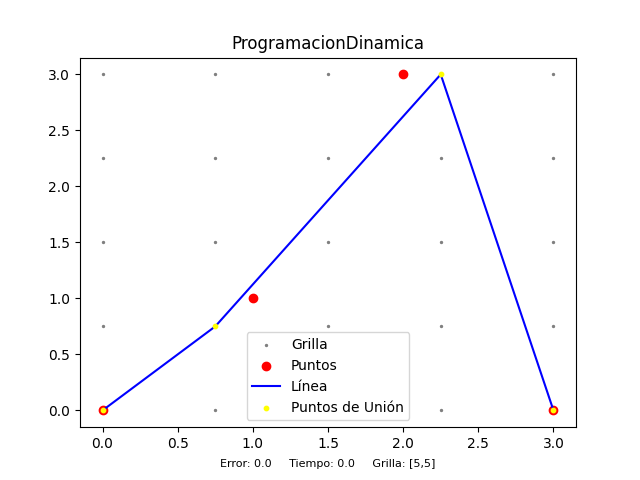 ProgramacionDinamica
3.0
2.5
2.0
1.5
1.0
0.5
0.0
Grilla
Puntos
Línea
Puntos de Unión
0.0 0.5 1.0 1.5 2.0 2.5 3.0
Error: 0.0 Tiempo: 0.0 Grilla: [5,5]